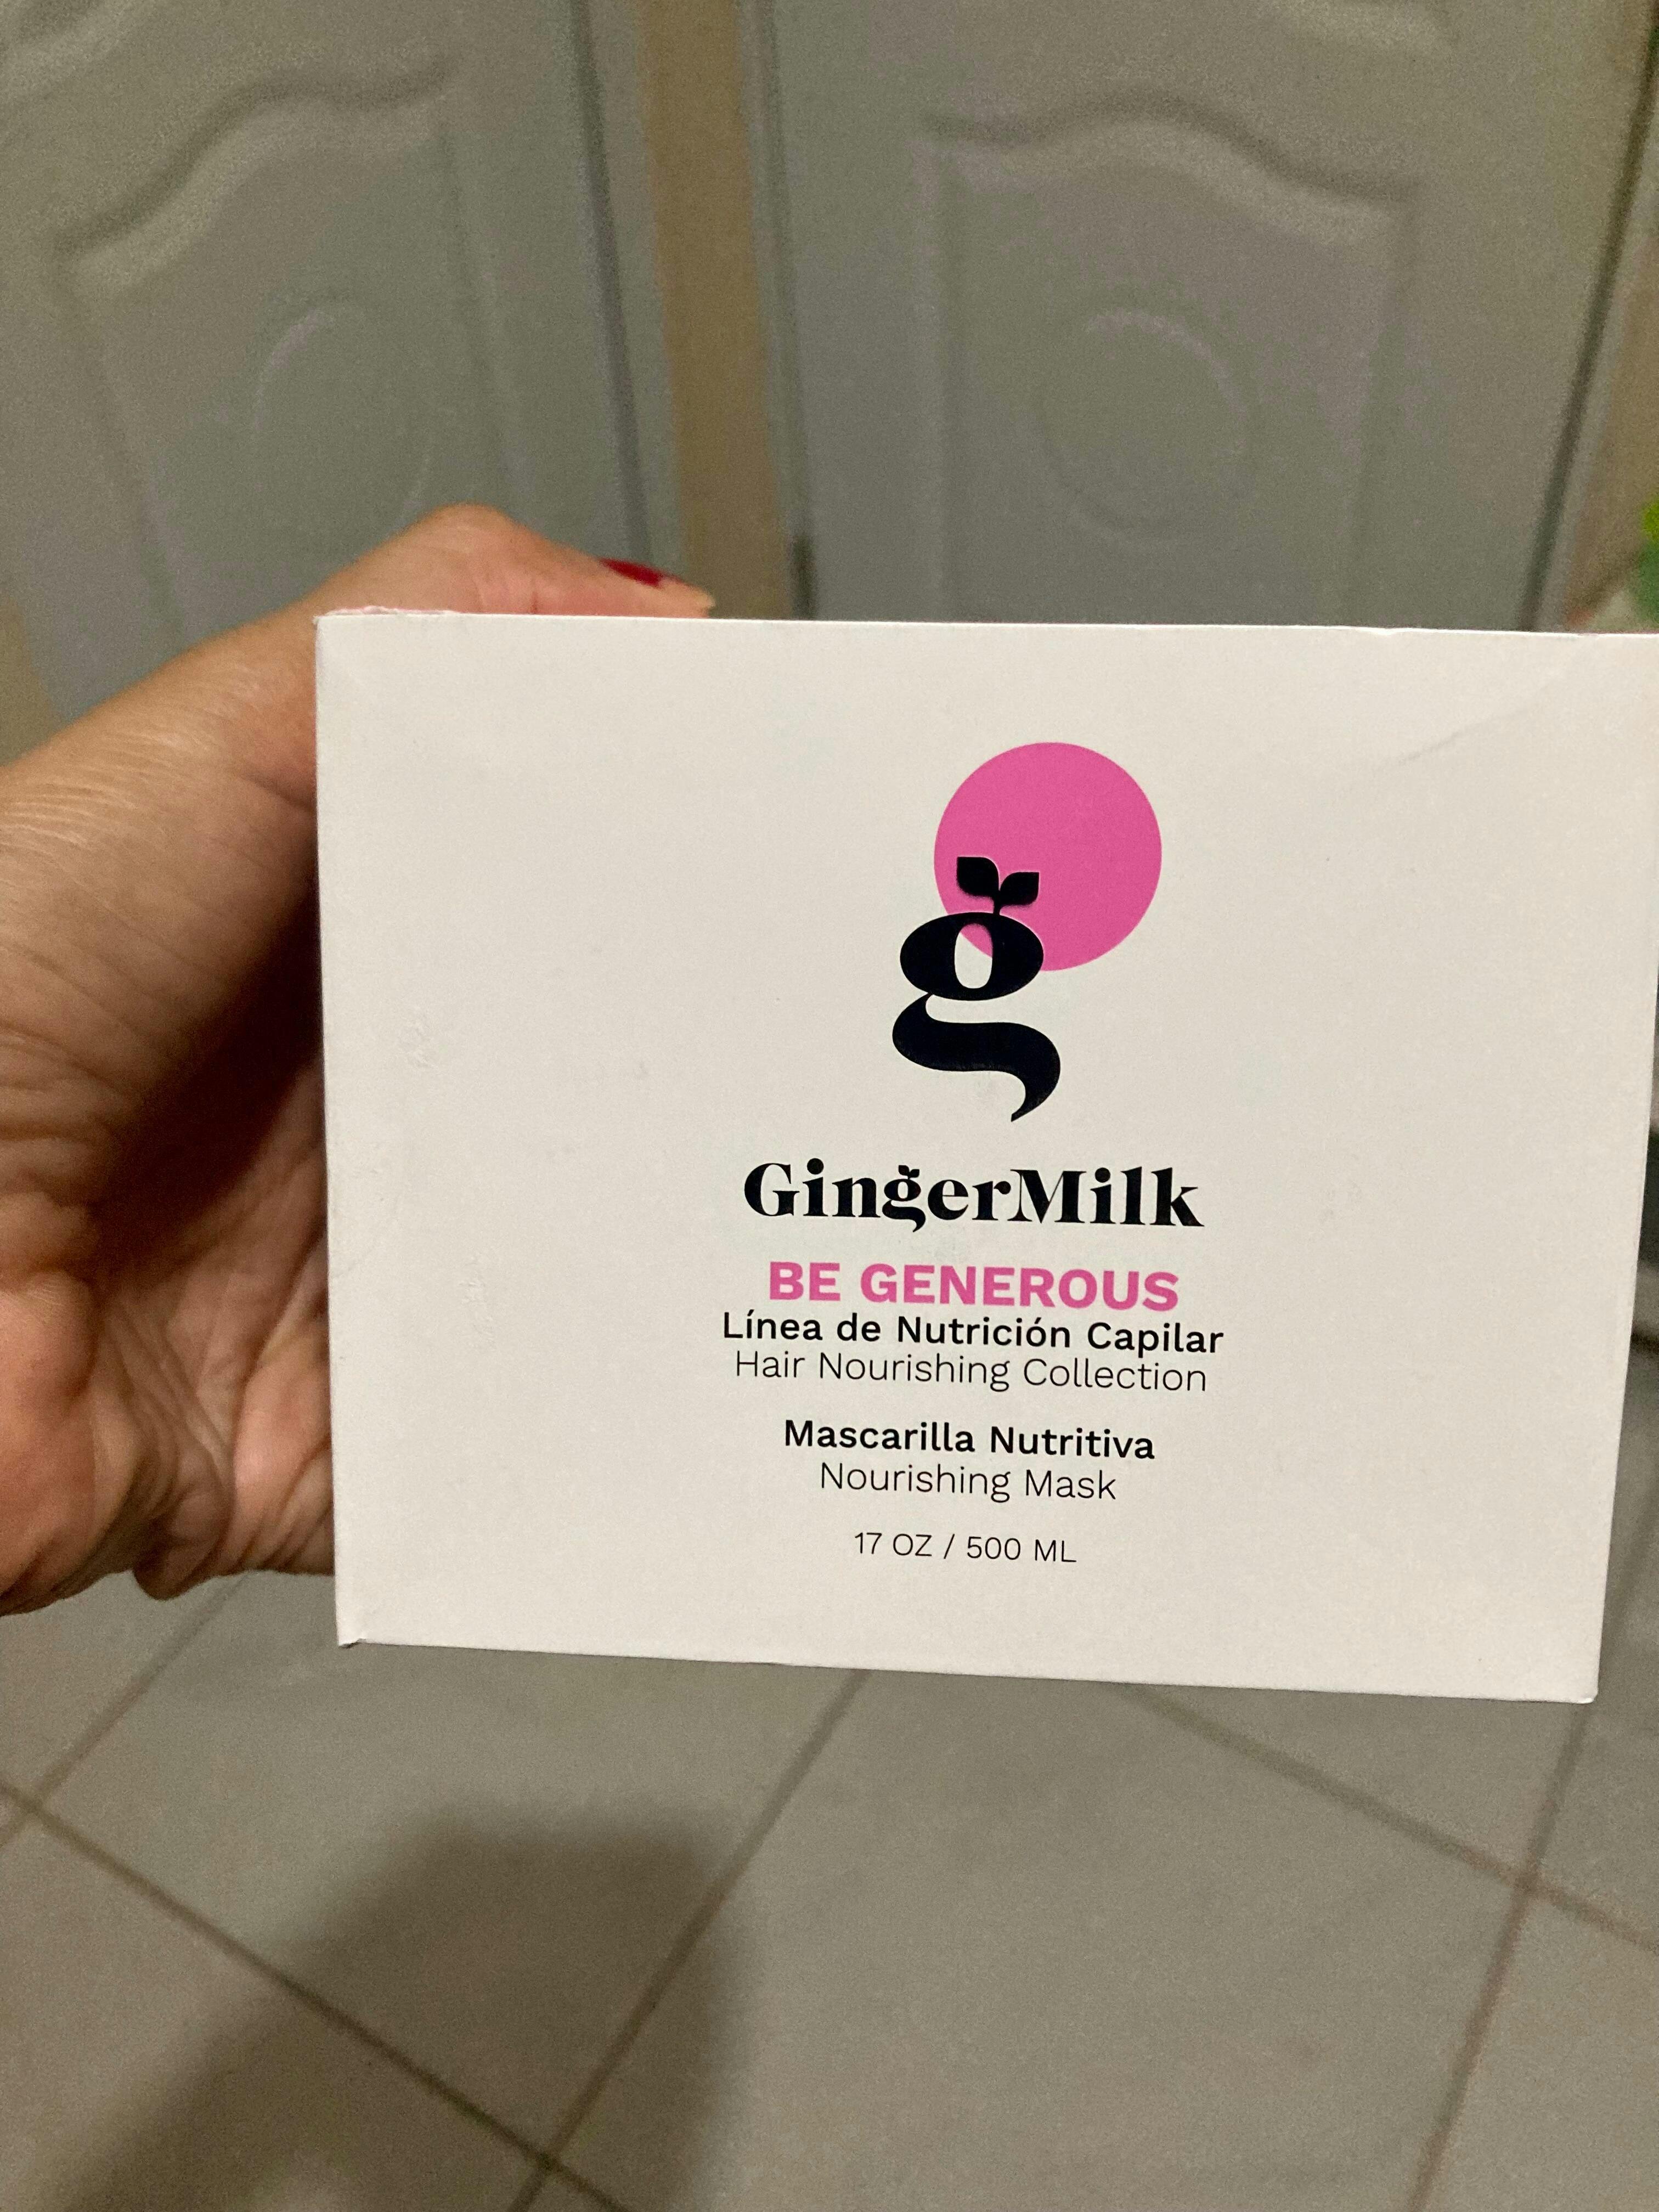 g
GingerMilk
BE GENEROUS
Línea de Nutrición Capilar
Hair Nourishing Collection
Mascarilla Nutritiva
Nourishing Mask
17 OZ / 500 ML